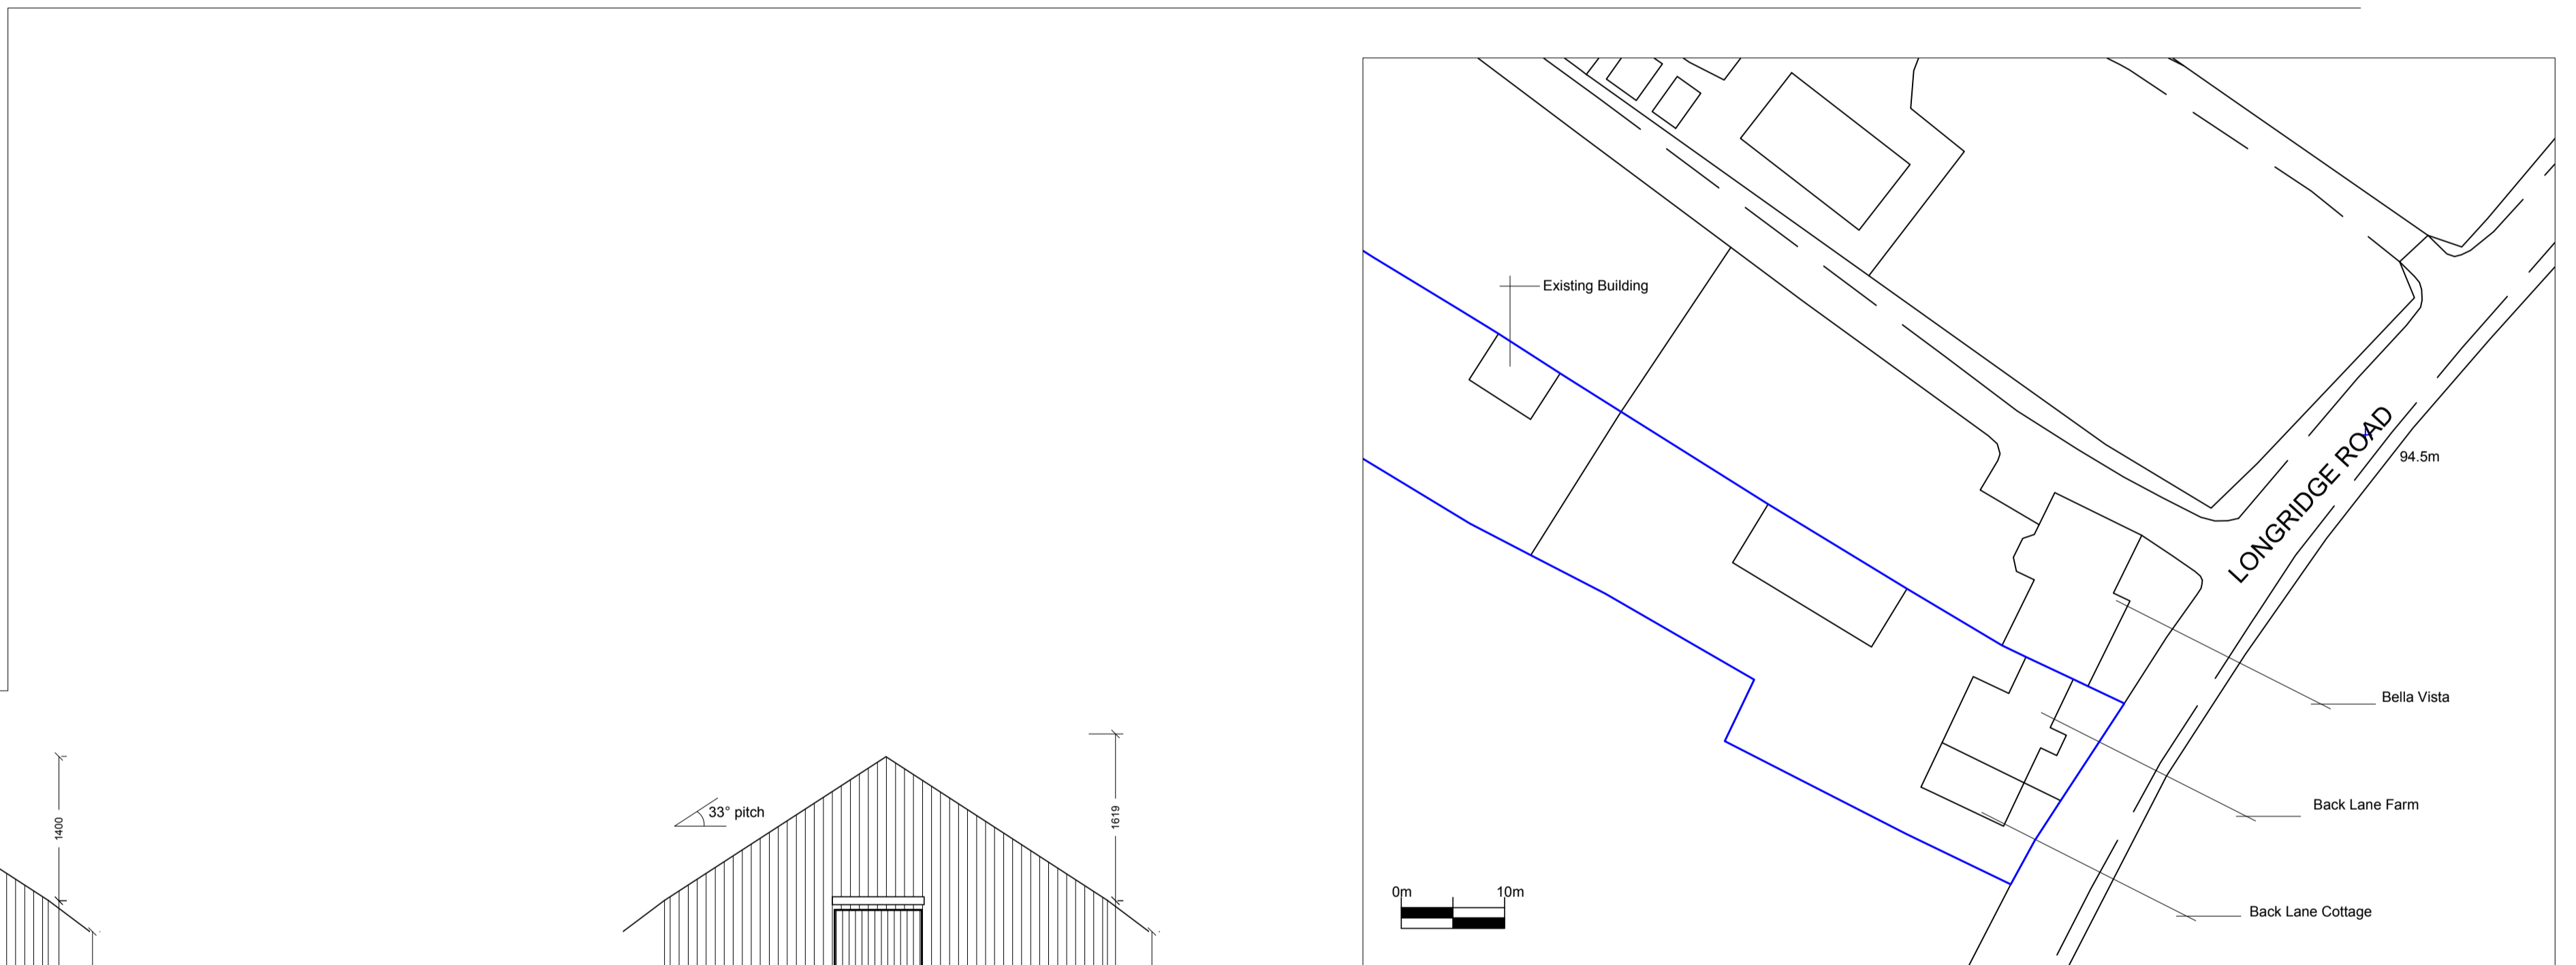 Existing Building
LONGRIDGE ROAD
94.5m
Bella Vista
Back Lane Farm
Back Lane Cottage
0m
10m
1400
33° pitch
1619